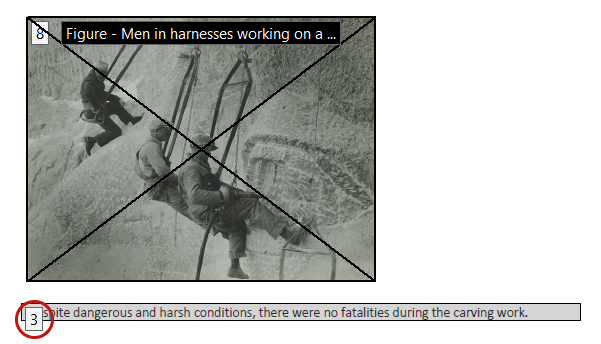 8 Figure - Men in harnesses working on a ...
3 spite dangerous and harsh conditions, there were no fatalities during the carving work.